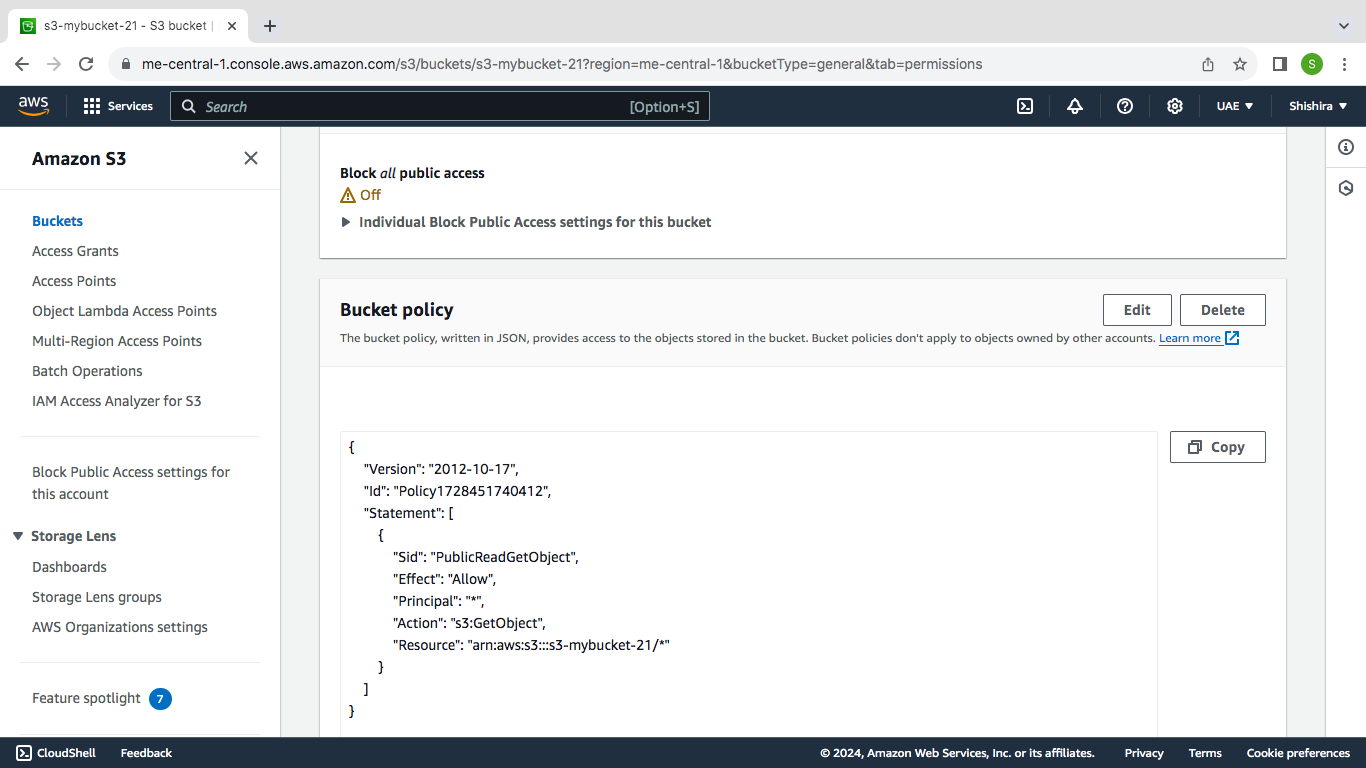 s3-mybucket-21 - S3 bucket |
me-central-1.console.aws.amazon.com/s3/buckets/s3-mybucket-21?region=me-central-1&bucketType=general&tab=permissions
S
aws
Services
Search
[Option+S]
UAE
Shishira
Amazon S3
Buckets
Access Grants
Access Points
Object Lambda Access Points
Multi-Region Access Points
Batch Operations
IAM Access Analyzer for S3
Block Public Access settings for
this account
Storage Lens
Dashboards
Storage Lens groups
AWS Organizations settings
Feature spotlight 7
Block all public access
Off
Individual Block Public Access settings for this bucket
Bucket policy
Edit
Delete
The bucket policy, written in JSON, provides access to the objects stored in the bucket. Bucket policies don't apply to objects owned by other accounts. Learn more
Copy
{
"Version": "2012-10-17",
"Id": "Policy1728451740412",
"Statement": [
{
"Sid": "PublicReadGetObject",
"Effect": "Allow",
"Principal": "*",
"Action": "s3:GetObject",
"Resource": "arn:aws:s3:::s3-mybucket-21/*"
}
]
}
CloudShell
Feedback
© 2024, Amazon Web Services, Inc. or its affiliates.
Privacy
Terms
Cookie preferences